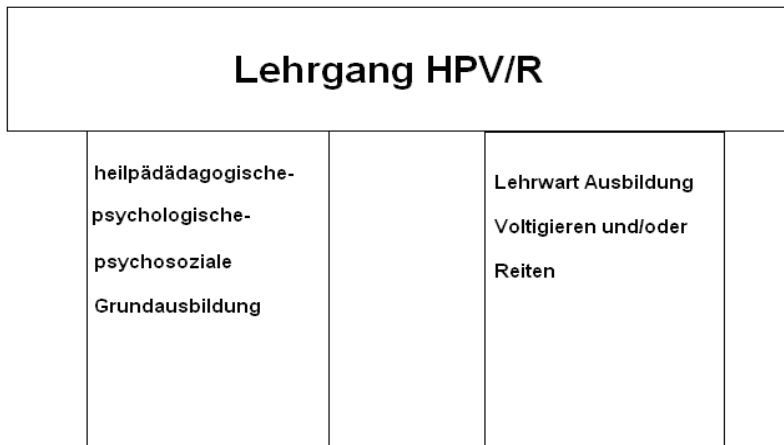 Lehrgang HPV/R
heilpädädagogische-
psychologische-
psychosoziale
Grundausbildung
Lehrwart Ausbildung
Voltigieren und/oder
Reiten